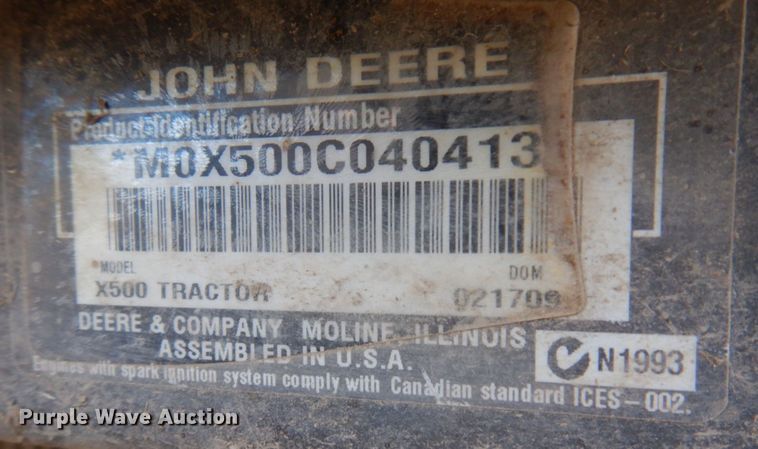 JOHN DEERE
Product Identification Number
*M0X500C040413
*MODEL DOM
X500 TRACTOR 021709
DEERE & COMPANY MOLINE, ILLINOIS
ASSEMBLED IN U.S.A.
N1993
Engines with spark ignition system comply with Canadian standard ICES-002.
Purple Wave Auction